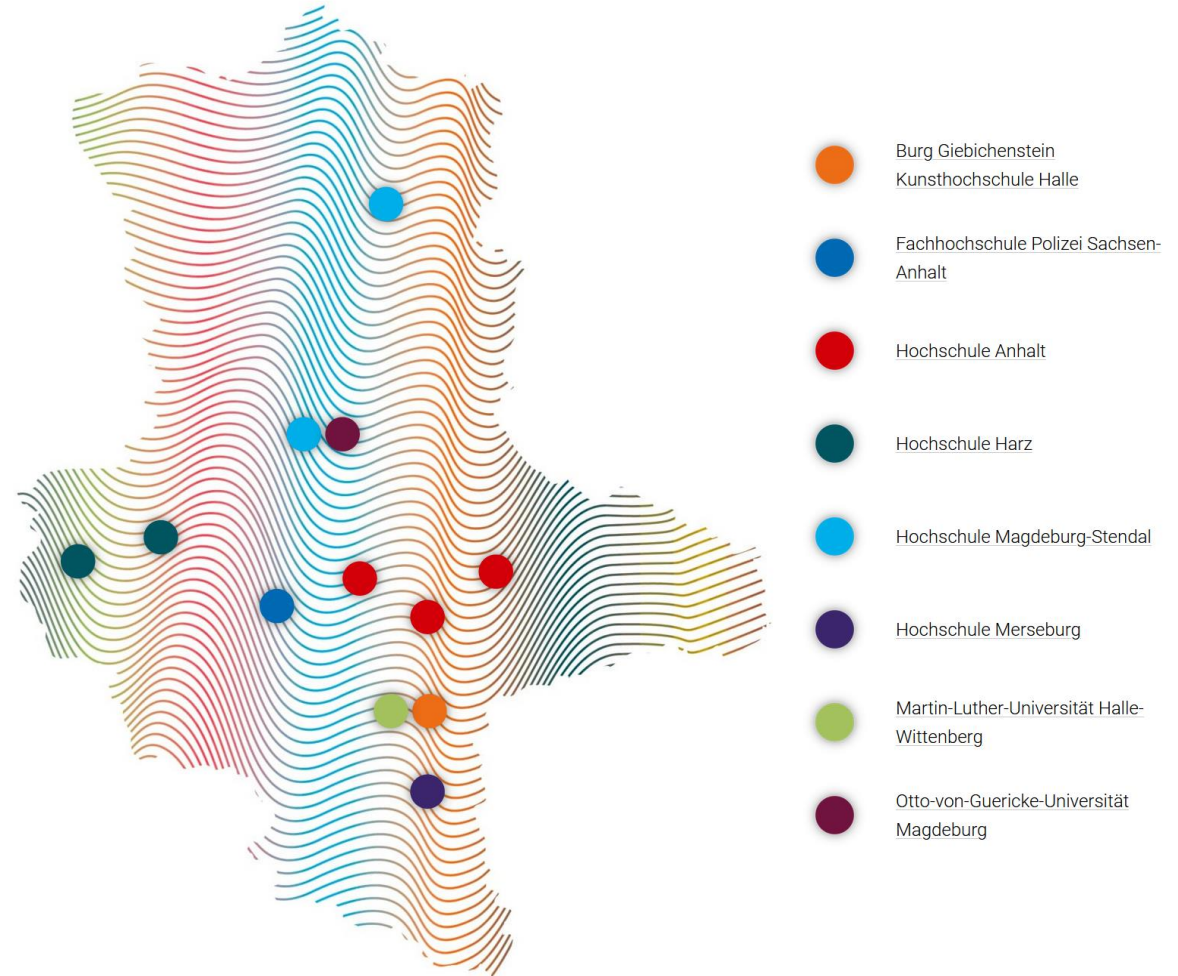 Burg Giebichenstein
Kunsthochschule Halle
Fachhochschule Polizei Sachsen-
Anhalt
Hochschule Anhalt
Hochschule Harz
Hochschule Magdeburg-Stendal
Hochschule Merseburg
Martin-Luther-Universität Halle-
Wittenberg
Otto-von-Guericke-Universität
Magdeburg